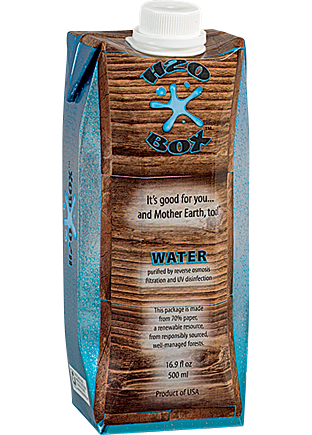 H2O
BOX
It's good for you...
and Mother Earth, too!
WATER
purified by reverse osmosis
filtration and UV disinfection
This package is made
from 70% paper,
a renewable resource,
from responsibly sourced,
well-managed forests.
16.9 fl oz
500 ml
Product of USA
H2O BOX